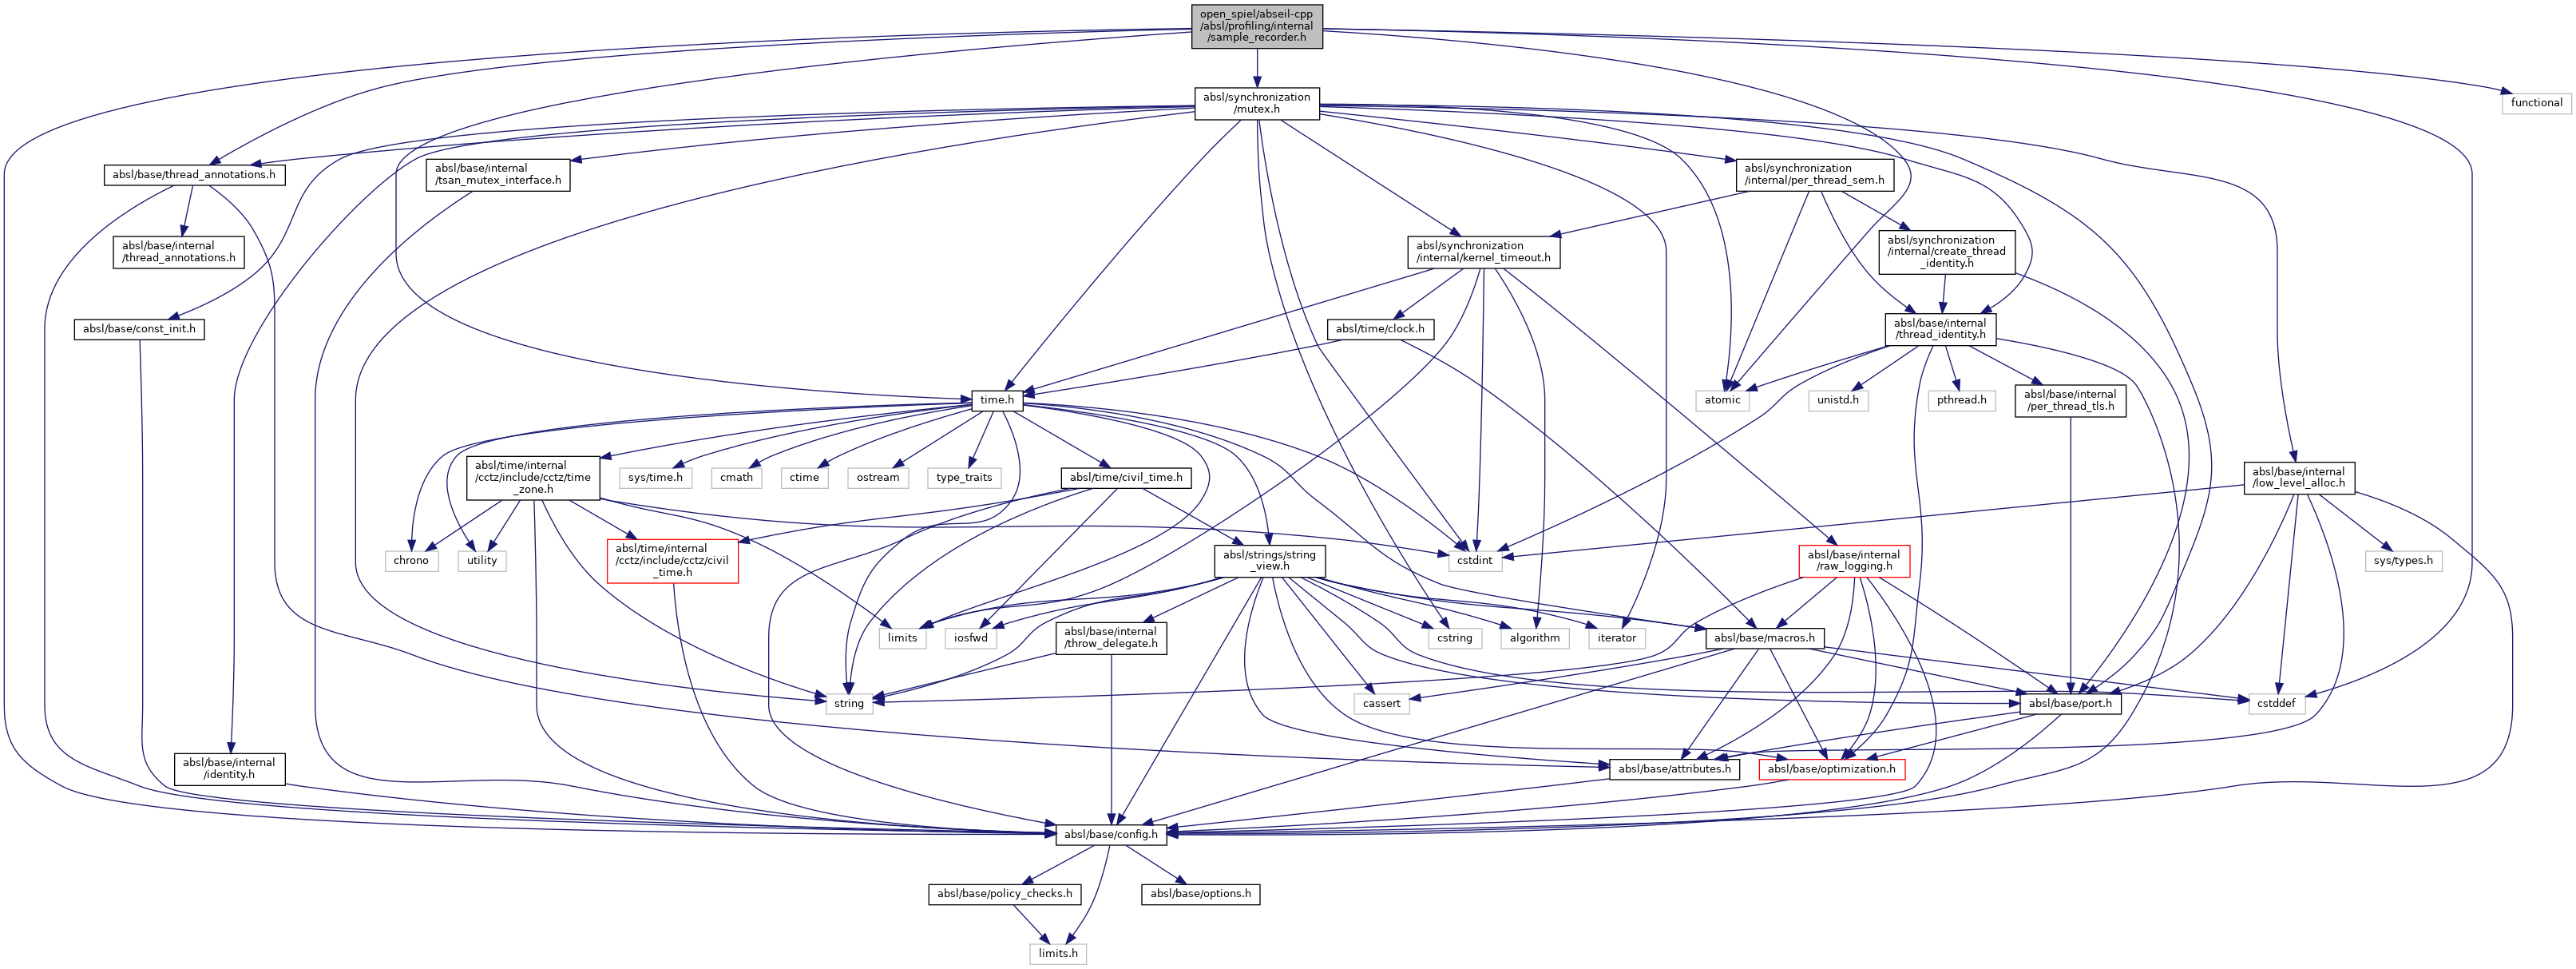 open_spiel/abseil-cpp
/absl/profiling/internal
/sample_recorder.h
absl/synchronization
/mutex.h
functional
absl/base/thread_annotations.h
absl/base/internal
/tsan_mutex_interface.h
absl/synchronization
/internal/per_thread_sem.h
absl/base/internal
/thread_annotations.h
absl/synchronization
/internal/kernel_timeout.h
absl/synchronization
/internal/create_thread
_identity.h
absl/base/const_init.h
absl/time/clock.h
absl/base/internal
/thread_identity.h
time.h
atomic
unistd.h
pthread.h
absl/base/internal
/per_thread_tls.h
absl/time/internal
/cctz/include/cctz/time
_zone.h
sys/time.h
cmath
ctime
ostream
type_traits
absl/time/civil_time.h
absl/base/internal
/low_level_alloc.h
chrono
utility
absl/time/internal
/cctz/include/cctz/civil
_time.h
absl/strings/string
_view.h
cstdint
absl/base/internal
/raw_logging.h
sys/types.h
limits
iosfwd
absl/base/internal
/throw_delegate.h
cstring
algorithm
iterator
absl/base/macros.h
string
cassert
absl/base/port.h
cstddef
absl/base/internal
/identity.h
absl/base/attributes.h
absl/base/optimization.h
absl/base/config.h
absl/base/policy_checks.h
absl/base/options.h
limits.h